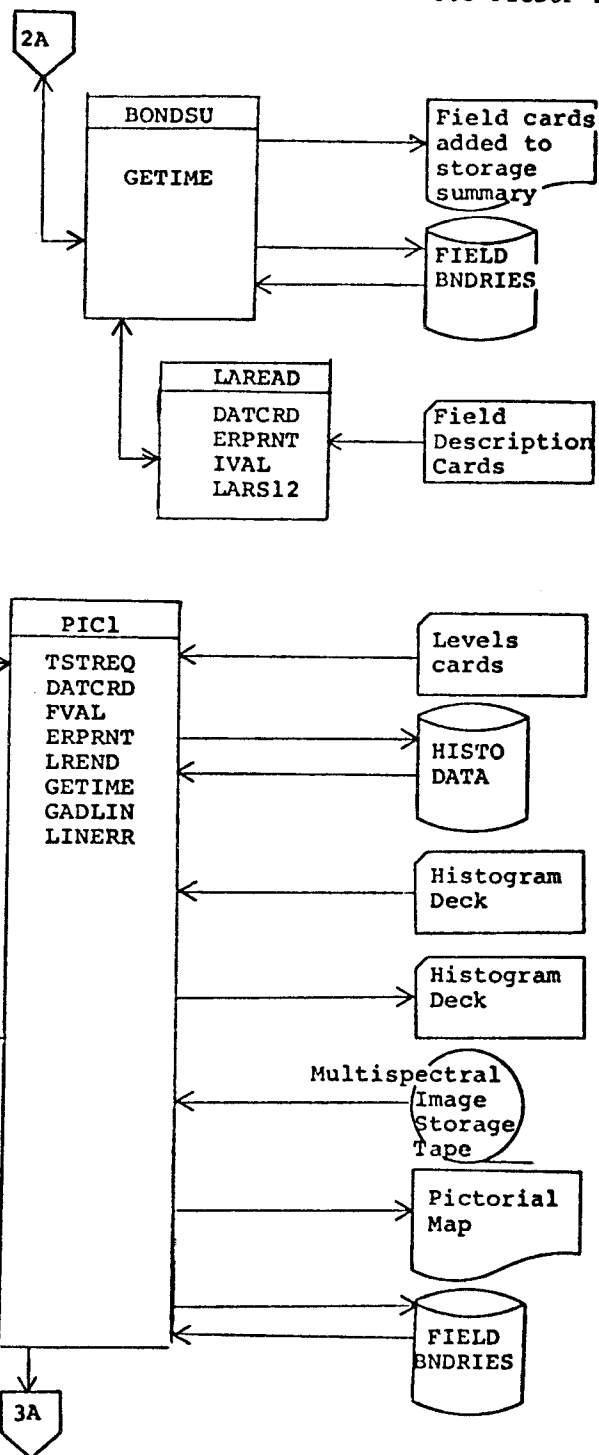 2A
BONDSU
GETIME
Field cards
added to
storage
summary
FIELD
BNDRIES
LAREAD
DATCRD
ERPRNT
IVAL
LARS12
Field
Description
Cards
PIC1
TSTREQ
DATCRD
FVAL
ERPRNT
LREND
GETIME
GADLIN
LINERR
Levels
cards
HISTO
DATA
Histogram
Deck
Histogram
Deck
Multispectral
Image
Storage
Tape
Pictorial
Map
FIELD
BNDRIES
3A